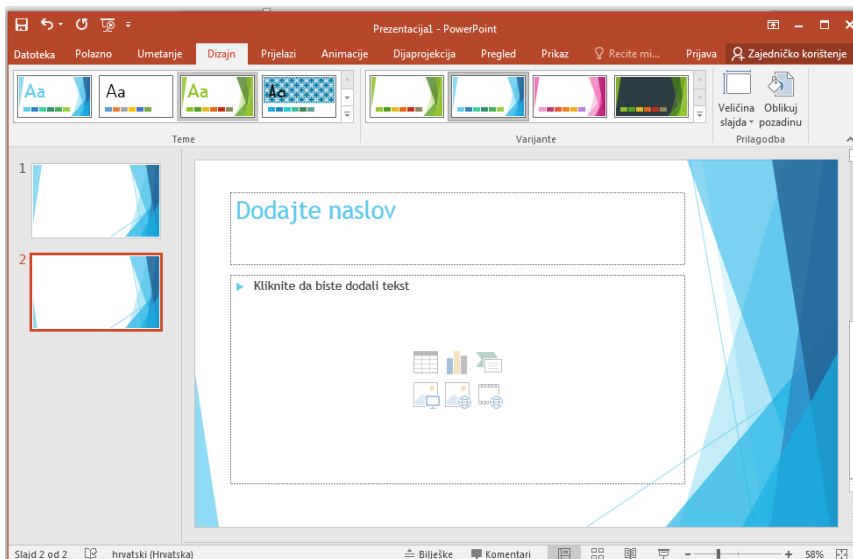 Prezentacija1 - PowerPoint
Datoteka Polazno Umetanje Dizajn Prijelazi Animacije Dijaprojekcija Pregled Prikaz Recite mi... Prijava Zajedničko korištenje
Aa Aa Aa Aa
Veličina slajda Oblikuj pozadinu
Teme Varijante Prilagodba
1
2
Dodajte naslov
Kliknite da biste dodali tekst
Slajd 2 od 2 hrvatski (Hrvatska) Bilješke Komentari 58%